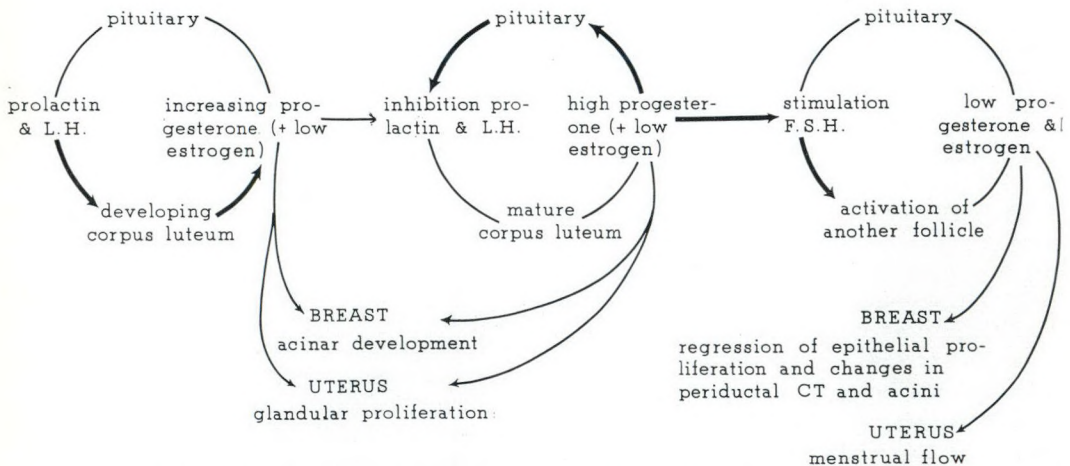 pituitary
prolactin
& L.H.
increasing pro-
gesterone (+ low
estrogen)
developing
corpus luteum
pituitary
inhibition pro-
lactin & L.H.
high progester-
one (+ low
estrogen)
mature
corpus luteum
BREAST
acinar development
UTERUS
glandular proliferation
pituitary
stimulation
F.S.H.
low pro-
gesterone &
estrogen
activation of
another follicle
BREAST
regression of epithelial pro-
liferation and changes in
periductal CT and acini
UTERUS
menstrual flow